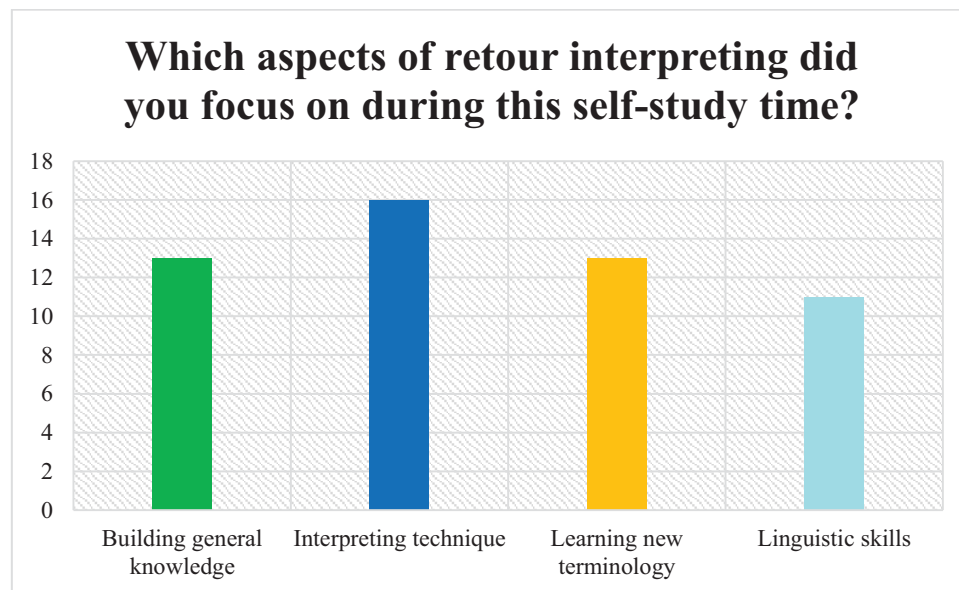 Which aspects of retour interpreting did
you focus on during this self-study time?
18
16
14
12
10
8
6
4
2
0
Building general
knowledge
Interpreting technique
Learning new
terminology
Linguistic skills